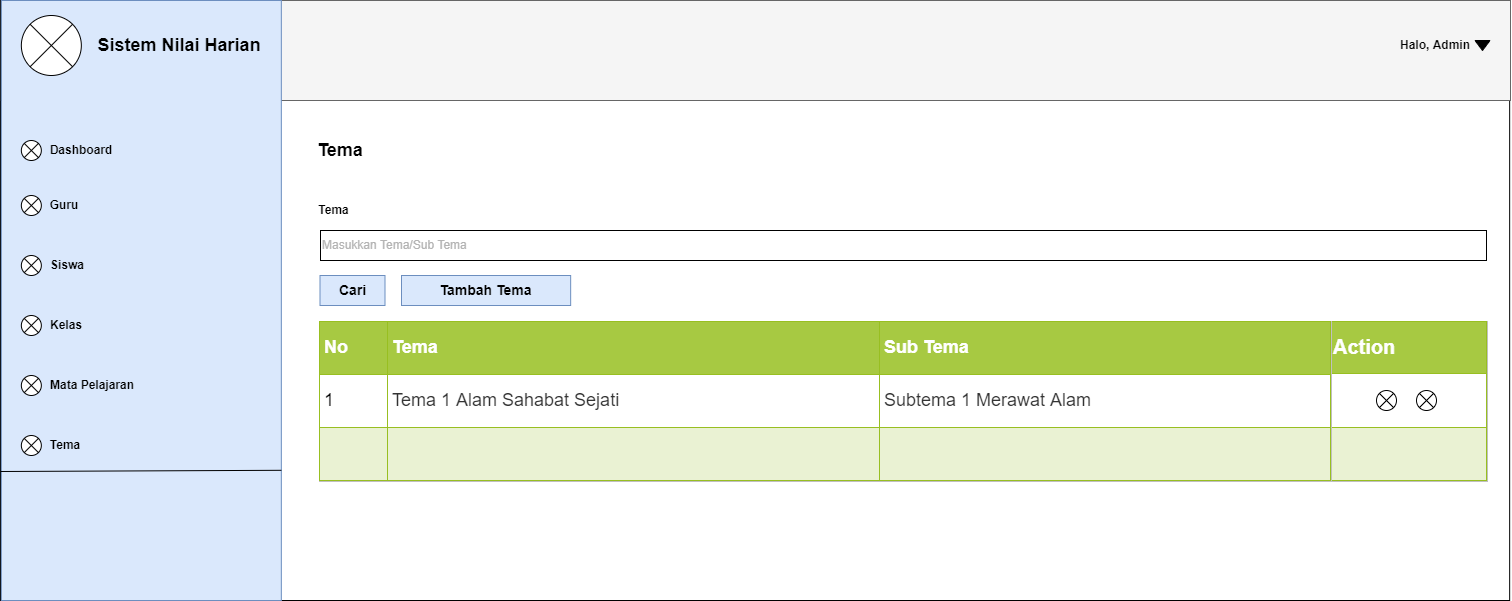 Sistem Nilai Harian
Halo, Admin
Dashboard
Guru
Siswa
Kelas
Mata Pelajaran
Tema
Tema
Tema
Masukkan Tema/Sub Tema
Cari Tambah Tema
No Tema Sub Tema Action
1 Tema 1 Alam Sahabat Sejati Subtema 1 Merawat Alam